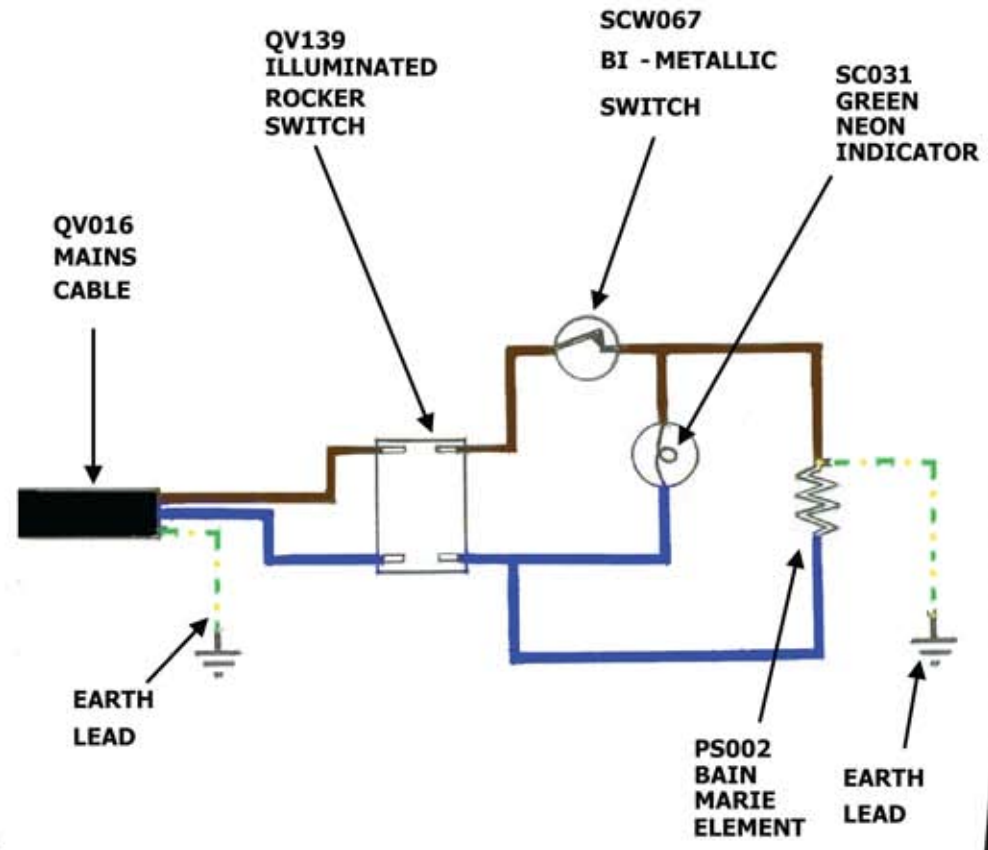 QV139
ILLUMINATED
ROCKER
SWITCH
SCW067
BI - METALLIC
SWITCH
SC031
GREEN
NEON
INDICATOR
QV016
MAINS
CABLE
EARTH
LEAD
PS002
BAIN
MARIE
ELEMENT
EARTH
LEAD